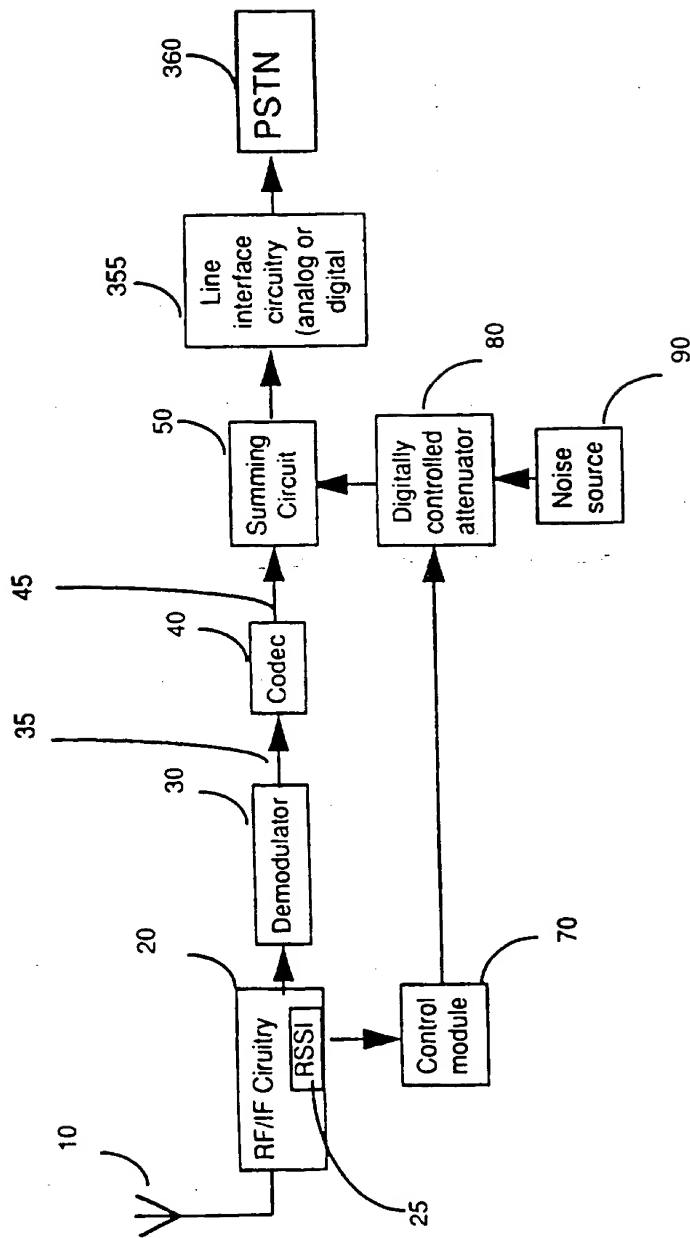 10
20
RF/IF Ciruitry
RSSI
25
30
Demodulator
35
40
Codec
45
50
Summing
Circuit
355
Line
interface
circuitry
(analog or
digital
360
PSTN
70
Control
module
80
Digitally
controlled
attenuator
90
Noise
source